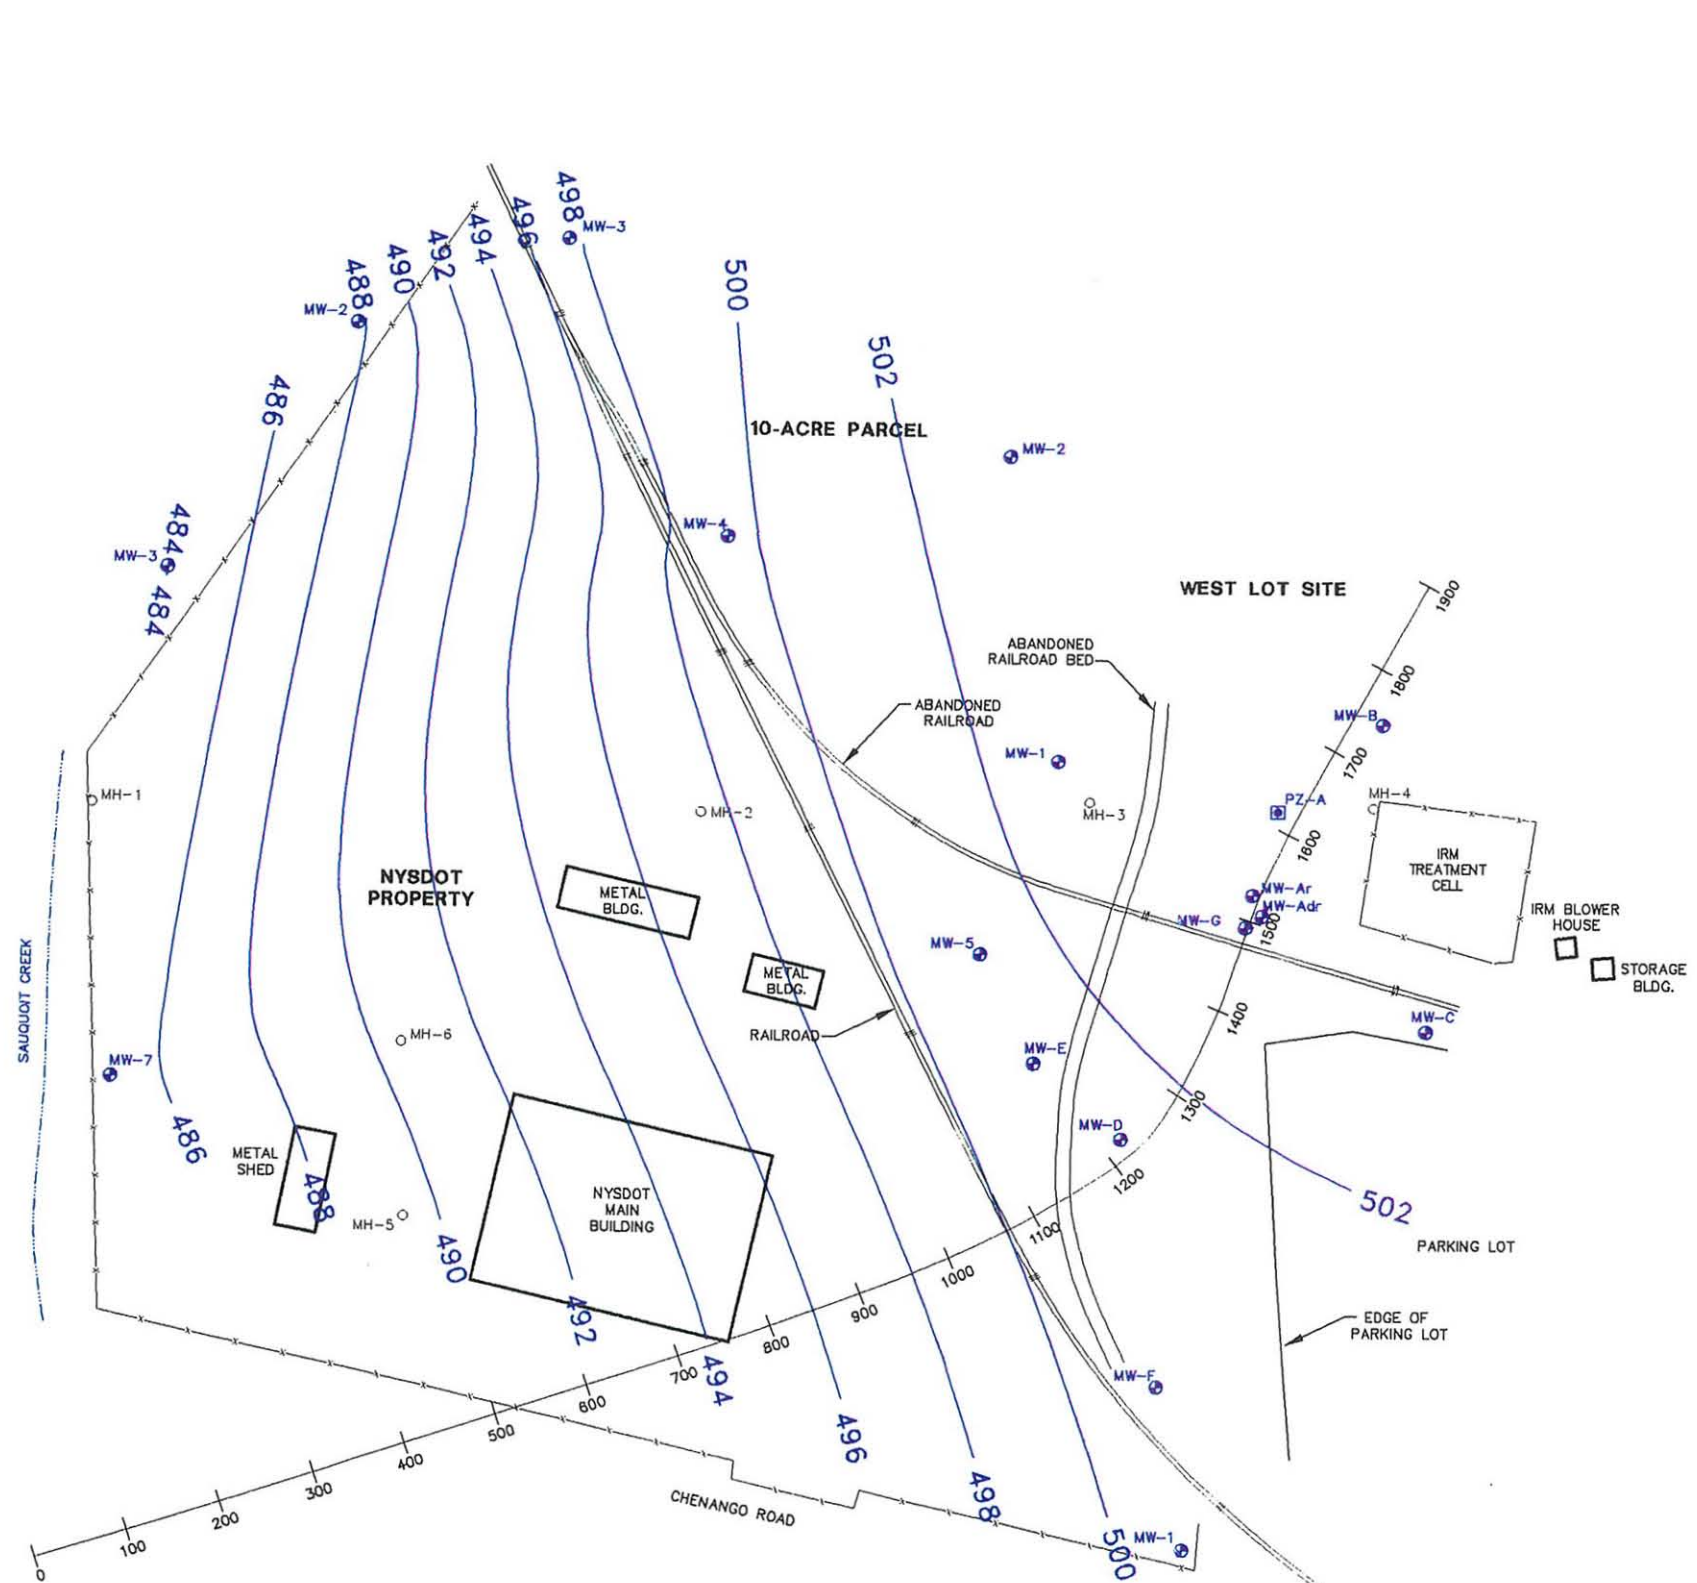 498
MW-3
496
494
492
490
488
MW-2
500
502
486
10-ACRE PARCEL
MW-2
484
MW-3
484
MW-4
WEST LOT SITE
1900
ABANDONED
RAILROAD BED
1800
ABANDONED
RAILROAD
MW-B
1700
MW-1
MH-1
MH-2
MH-3
PZ-A
MH-4
1600
IRM
TREATMENT
CELL
NYSDOT
PROPERTY
METAL
BLDG.
MW-Ar
MW-Adr
MW-G
1500
IRM BLOWER
HOUSE
MW-5
METAL
BLDG.
STORAGE
BLDG.
SAUQUOIT CREEK
RAILROAD
MH-6
1400
MW-C
MW-7
MW-E
1300
486
MW-D
METAL
SHED
488
MH-5
NYSDOT
MAIN
BUILDING
1200
502
1100
PARKING LOT
490
1000
900
EDGE OF
PARKING LOT
492
800
700
494
MW-F
600
500
496
400
300
498
CHENANGO ROAD
200
500
MW-1
100
0